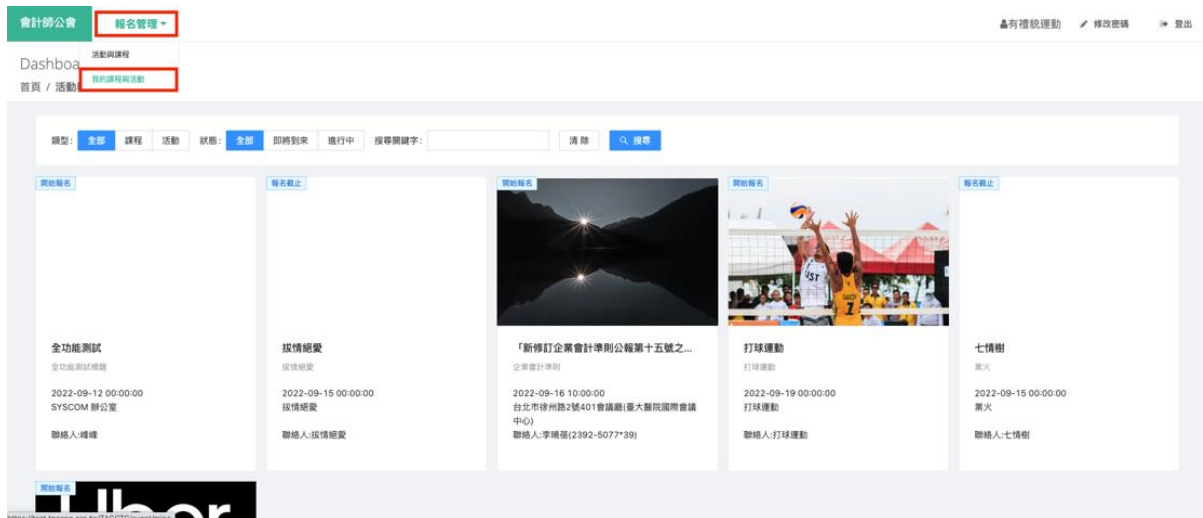 會計師公會
報名管理
有禮貌運動
修改密碼
登出
活動與課程
我的課程與活動
Dashboa
首頁 / 活動
類型: 全部 課程 活動 狀態: 全部 即將到來 進行中 搜尋關鍵字: 清除 搜尋
開始報名
全功能測試
全功能測試標題
2022-09-12 00:00:00
SYSCOM 辦公室
聯絡人:峰峰
報名截止
拔情絕愛
拔情絕愛
2022-09-15 00:00:00
拔情絕愛
聯絡人:拔情絕愛
開始報名
「新修訂企業會計準則公報第十五號之...
企業會計準則
2022-09-16 10:00:00
台北市徐州路2號401會議廳(臺大醫院國際會議
中心)
聯絡人:李曉蓓(2392-5077*39)
開始報名
打球運動
打球運動
2022-09-19 00:00:00
打球運動
聯絡人:打球運動
報名截止
七情樹
業火
2022-09-15 00:00:00
業火
聯絡人:七情樹
開始報名
Uber